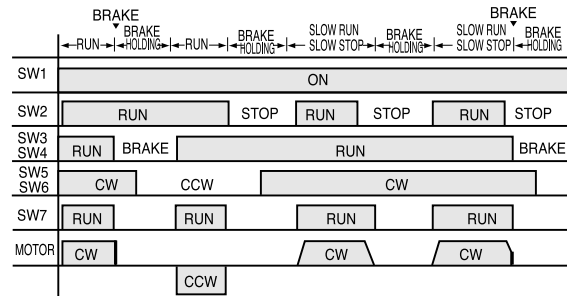 BRAKE BRAKE
RUN BRAKE HOLDING RUN BRAKE HOLDING SLOW RUN SLOW STOP BRAKE HOLDING SLOW RUN SLOW STOP BRAKE HOLDING
SW1 ON
SW2 RUN STOP RUN STOP RUN STOP
SW3 SW4 RUN BRAKE RUN BRAKE
SW5 SW6 CW CCW CW
SW7 RUN RUN RUN RUN
MOTOR CW CW CW
CCW